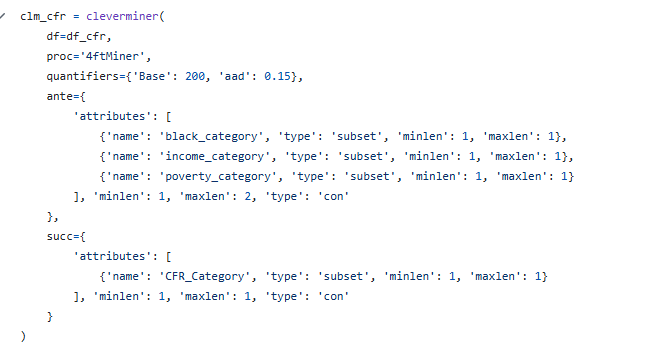 clm_cfr = cleverminer(
    df=df_cfr,
    proc='4ftMiner',
    quantifiers={'Base': 200, 'aad': 0.15},
    ante={
        'attributes': [
            {'name': 'black_category', 'type': 'subset', 'minlen': 1, 'maxlen': 1},
            {'name': 'income_category', 'type': 'subset', 'minlen': 1, 'maxlen': 1},
            {'name': 'poverty_category', 'type': 'subset', 'minlen': 1, 'maxlen': 1}
        ], 'minlen': 1, 'maxlen': 2, 'type': 'con'
    },
    succ={
        'attributes': [
            {'name': 'CFR_Category', 'type': 'subset', 'minlen': 1, 'maxlen': 1}
        ], 'minlen': 1, 'maxlen': 1, 'type': 'con'
    }
)